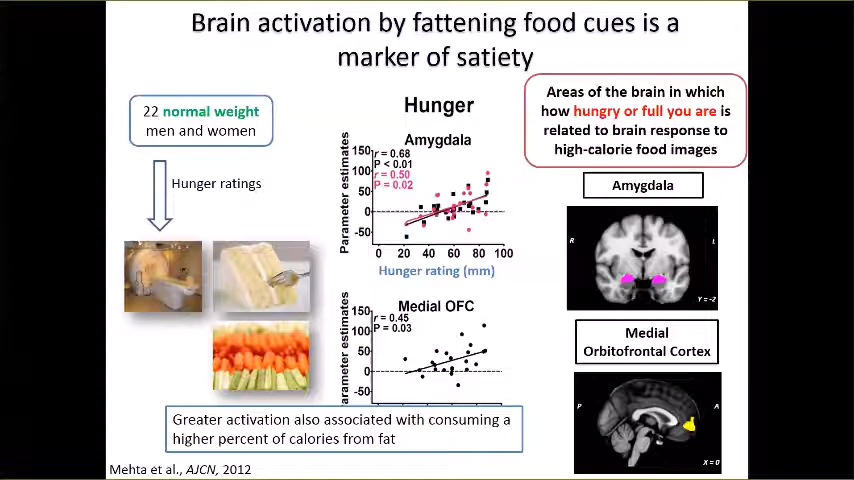 Brain activation by fattening food cues is a
marker of satiety
22 normal weight
men and women
Hunger ratings
Hunger
Amygdala
Parameter estimates
150
100
50
0
-50
r = 0.68
P < 0.01
r = 0.50
P = 0.02
0 20 40 60 80 100
Hunger rating (mm)
Medial OFC
arameter estimates
150
100
50
0
-50
r = 0.45
P = 0.03
Greater activation also associated with consuming a
higher percent of calories from fat
Areas of the brain in which
how hungry or full you are is
related to brain response to
high-calorie food images
Amygdala
R
L
Y = -2
Medial
Orbitofrontal Cortex
P
A
X = 0
Mehta et al., AJCN, 2012